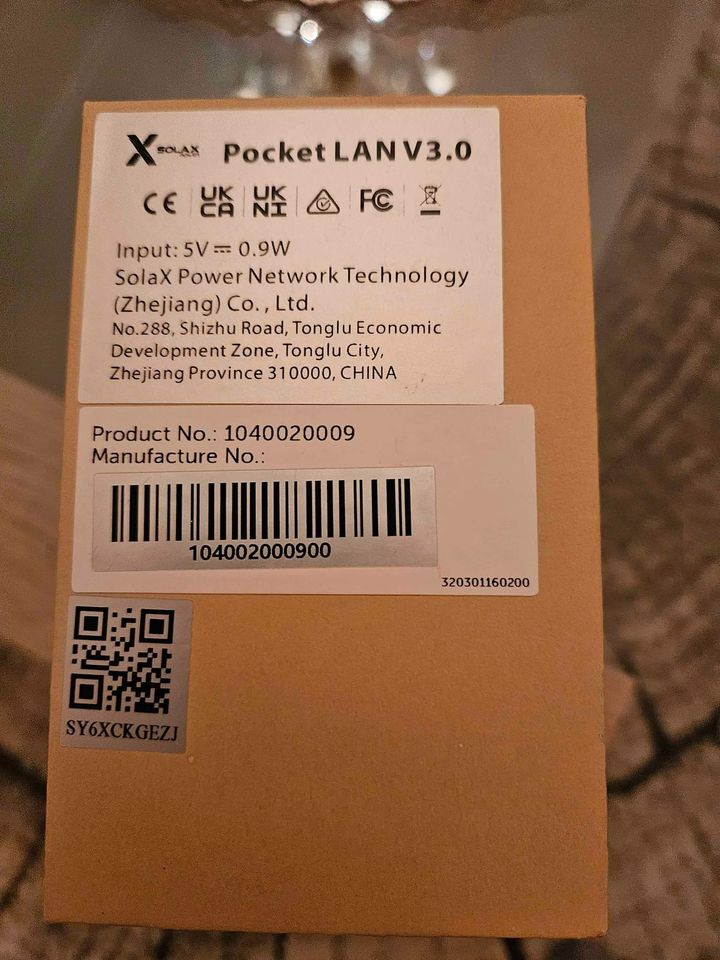 X SOLAX Pocket LAN V3.0
CE UK CA UK NI FC
Input: 5V ⎓ 0.9W
SolaX Power Network Technology
(Zhejiang) Co., Ltd.
No.288, Shizhu Road, Tonglu Economic
Development Zone, Tonglu City,
Zhejiang Province 310000, CHINA
Product No.: 1040020009
Manufacture No.:
104002000900
320301160200
SY6XCKGEZJ